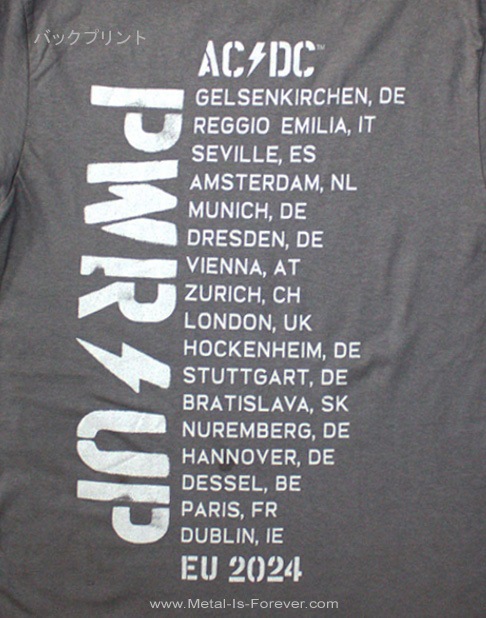 バックプリント
AC⚡DC™
PWR⚡UP
GELSENKIRCHEN, DE
REGGIO EMILIA, IT
SEVILLE, ES
AMSTERDAM, NL
MUNICH, DE
DRESDEN, DE
VIENNA, AT
ZURICH, CH
LONDON, UK
HOCKENHEIM, DE
STUTTGART, DE
BRATISLAVA, SK
NUREMBERG, DE
HANNOVER, DE
DESSEL, BE
PARIS, FR
DUBLIN, IE
EU 2024
www.Metal-Is-Forever.com